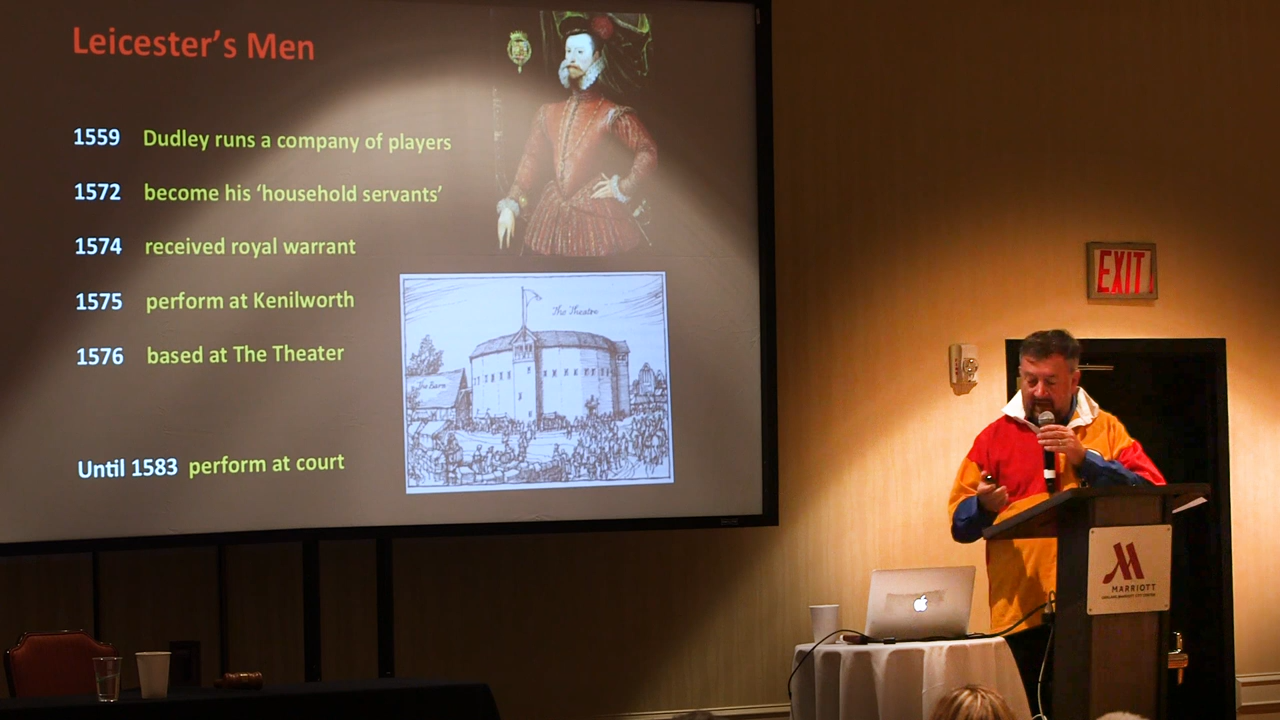 Leicester's Men
1559 Dudley runs a company of players
1572 become his 'household servants'
1574 received royal warrant
1575 perform at Kenilworth
1576 based at The Theater
Until 1583 perform at court
The Theatre
The Barn
EXIT
MARRIOTT